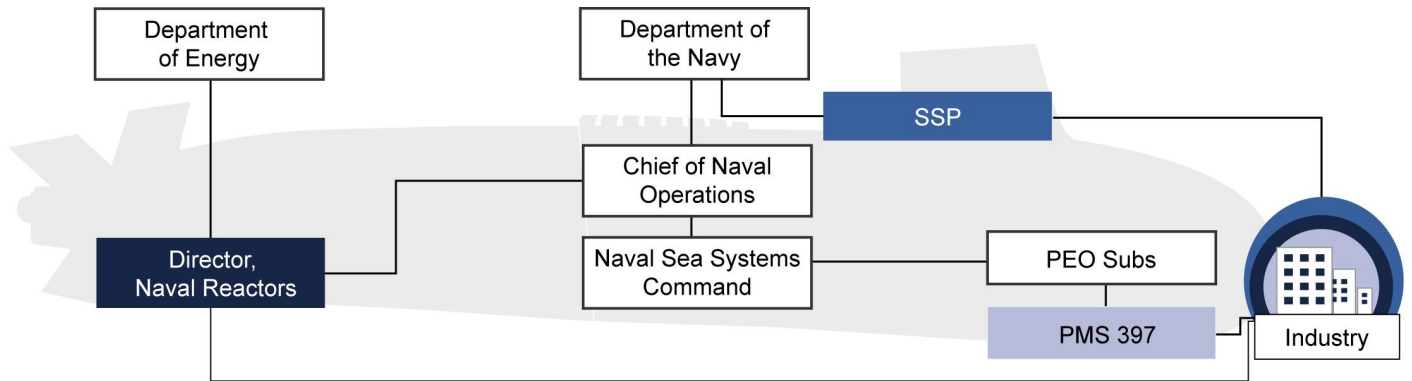 Department
of Energy
Department of
the Navy
SSP
Chief of Naval
Operations
Director,
Naval Reactors
Naval Sea Systems
Command
PEO Subs
PMS 397
Industry